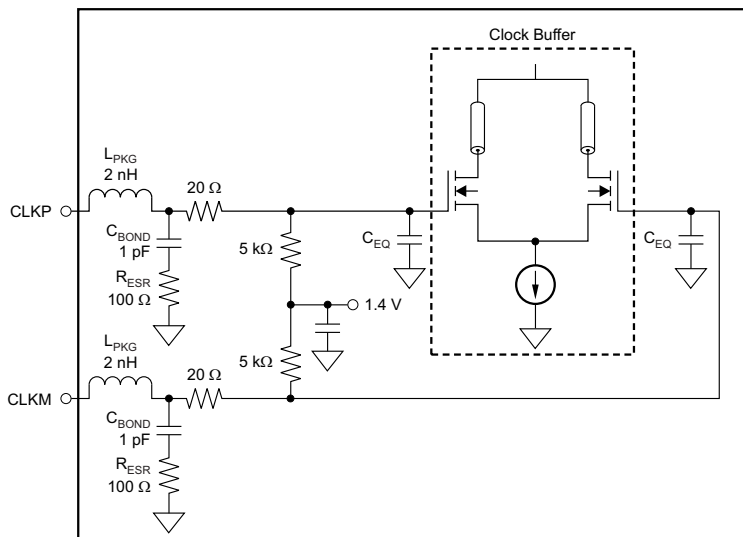 Clock Buffer
L_PKG
2 nH
20 Ω
CLKP
C_BOND
1 pF
5 kΩ
C_EQ
C_EQ
R_ESR
100 Ω
1.4 V
L_PKG
2 nH
5 kΩ
20 Ω
CLKM
C_BOND
1 pF
R_ESR
100 Ω